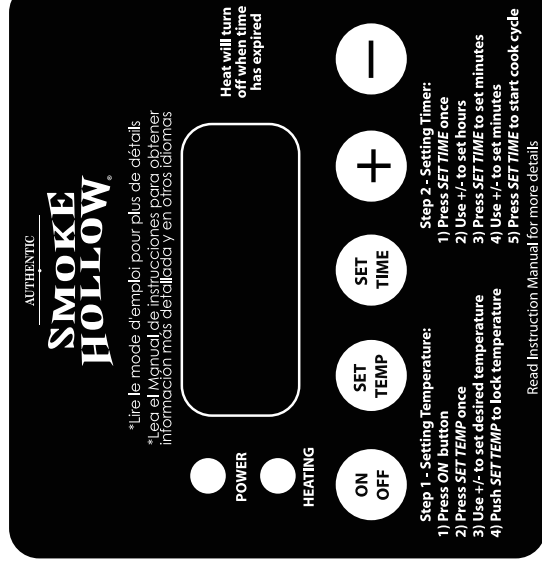 AUTHENTIC
SMOKE
HOLLOW®
*Lire le mode d'emploi pour plus de détails
*Lea el Manual de instrucciones para obtener
información más detallada y en otros idiomas
POWER
HEATING
Heat will turn
off when time
has expired
ON
OFF
SET
TEMP
SET
TIME
+
−
Step 1 - Setting Temperature:
1) Press ON button
2) Press SET TEMP once
3) Use +/- to set desired temperature
4) Push SET TEMP to lock temperature
Step 2 - Setting Timer:
1) Press SET TIME once
2) Use +/- to set hours
3) Press SET TIME to set minutes
4) Use +/- to set minutes
5) Press SET TIME to start cook cycle
Read Instruction Manual for more details